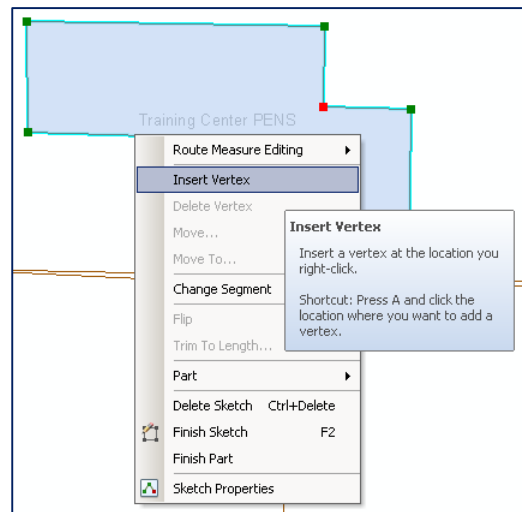 Training Center PENS
Route Measure Editing
Insert Vertex
Delete Vertex
Move...
Move To...
Change Segment
Flip
Trim To Length...
Part
Delete Sketch Ctrl+Delete
Finish Sketch F2
Finish Part
Sketch Properties
Insert Vertex
Insert a vertex at the location you
right-click.
Shortcut: Press A and click the
location where you want to add a
vertex.